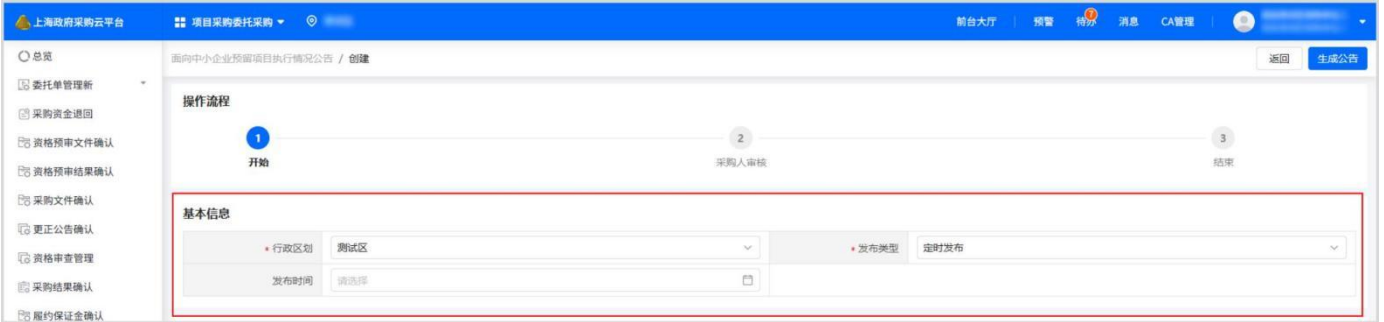 上海政府采购云平台
项目采购委托采购
前台大厅
预警
待办
7
消息
CA管理
总览
委托单管理新
采购资金退回
资格预审文件确认
资格预审结果确认
采购文件确认
更正公告确认
资格审查管理
采购结果确认
履约保证金确认
面向中小企业预留项目执行情况公告 / 创建
返回
生成公告
操作流程
1
开始
2
采购人审核
3
结束
基本信息
* 行政区划 测试区
* 发布类型 定时发布
发布时间 请选择